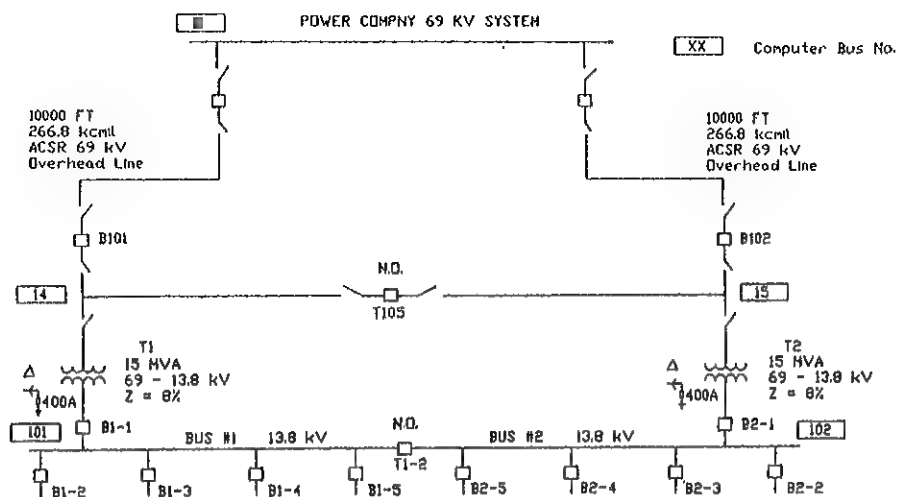 POWER COMPNY 69 KV SYSTEM
XX Computer Bus No.
10000 FT
266.8 kcmil
ACSR 69 kV
Overhead Line
10000 FT
266.8 kcmil
ACSR 69 kV
Overhead Line
B101
B102
N.O.
14
T105
15
T1
15 MVA
69 - 13.8 kV
Z = 8%
Δ
400A
T2
15 MVA
69 - 13.8 kV
Z = 8%
Δ
400A
101
B1-1
B2-1
102
BUS #1 13.8 kV
N.O.
BUS #2 13.8 kV
T1-2
B1-2
B1-3
B1-4
B1-5
B2-5
B2-4
B2-3
B2-2